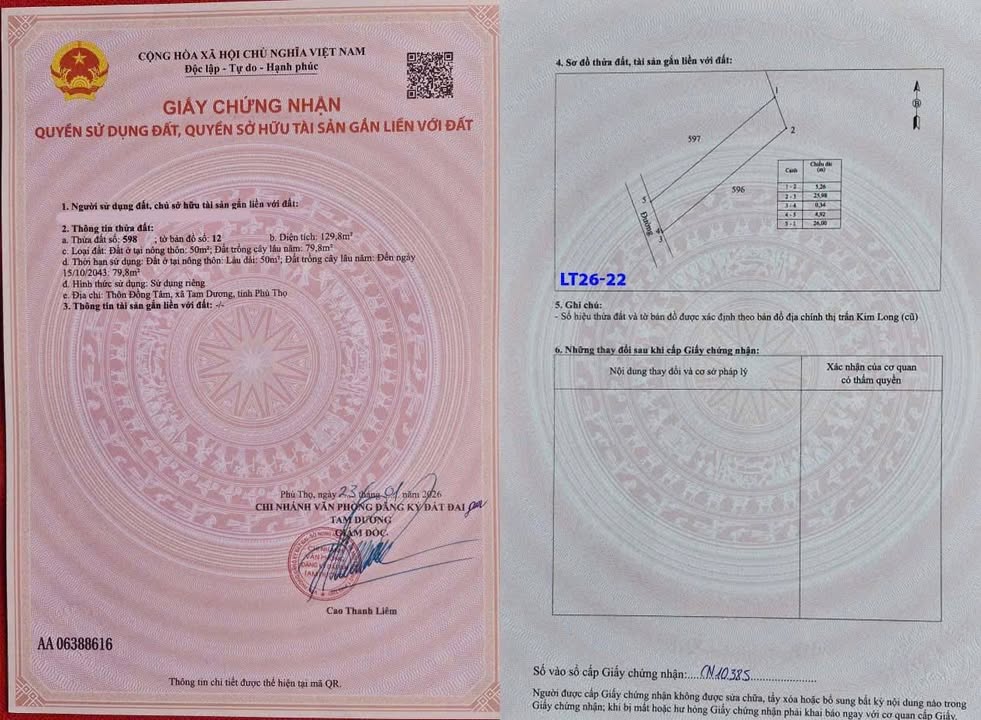 CỘNG HÒA XÃ HỘI CHỦ NGHĨA VIỆT NAM
Độc lập - Tự do - Hạnh phúc
GIẤY CHỨNG NHẬN
QUYỀN SỬ DỤNG ĐẤT, QUYỀN SỞ HỮU TÀI SẢN GẮN LIỀN VỚI ĐẤT
1. Người sử dụng đất, chủ sở hữu tài sản gắn liền với đất:
2. Thông tin thửa đất:
a. Thửa đất số: 598 ; tờ bản đồ số: 12 b. Diện tích: 129,8m²
c. Loại đất: Đất ở tại nông thôn: 50m²; Đất trồng cây lâu năm: 79,8m²
d. Thời hạn sử dụng: Đất ở tại nông thôn: Lâu dài: 50m²; Đất trồng cây lâu năm: Đến ngày
15/10/2043: 79,8m²
đ. Hình thức sử dụng: Sử dụng riêng
e. Địa chỉ: Thôn Đồng Tâm, xã Tam Dương, tỉnh Phú Thọ
3. Thông tin tài sản gắn liền với đất: -/-
Phú Thọ, ngày 23 tháng 01 năm 2026
CHI NHÁNH VĂN PHÒNG ĐĂNG KÝ ĐẤT ĐAI
TAM DƯƠNG
GIÁM ĐỐC
Cao Thanh Liêm
AA 06388616
Thông tin chi tiết được thể hiện tại mã QR.
4. Sơ đồ thửa đất, tài sản gắn liền với đất:
1
B
2
597
596
Cạnh Chiều dài (m)
1 - 2 5,26
2 - 3 25,98
3 - 4 0,34
4 - 5 4,92
5 - 1 26,00
5
Đường
4
3
LT26-22
5. Ghi chú:
- Số hiệu thửa đất và tờ bản đồ được xác định theo bản đồ địa chính thị trấn Kim Long (cũ)
6. Những thay đổi sau khi cấp Giấy chứng nhận:
Nội dung thay đổi và cơ sở pháp lý
Xác nhận của cơ quan
có thẩm quyền
Số vào sổ cấp Giấy chứng nhận:....CN10385....
Người được cấp Giấy chứng nhận không được sửa chữa, tẩy xóa hoặc bổ sung bất kỳ nội dung nào trong
Giấy chứng nhận; khi bị mất hoặc hư hỏng Giấy chứng nhận phải khai báo ngay với cơ quan cấp Giấy.